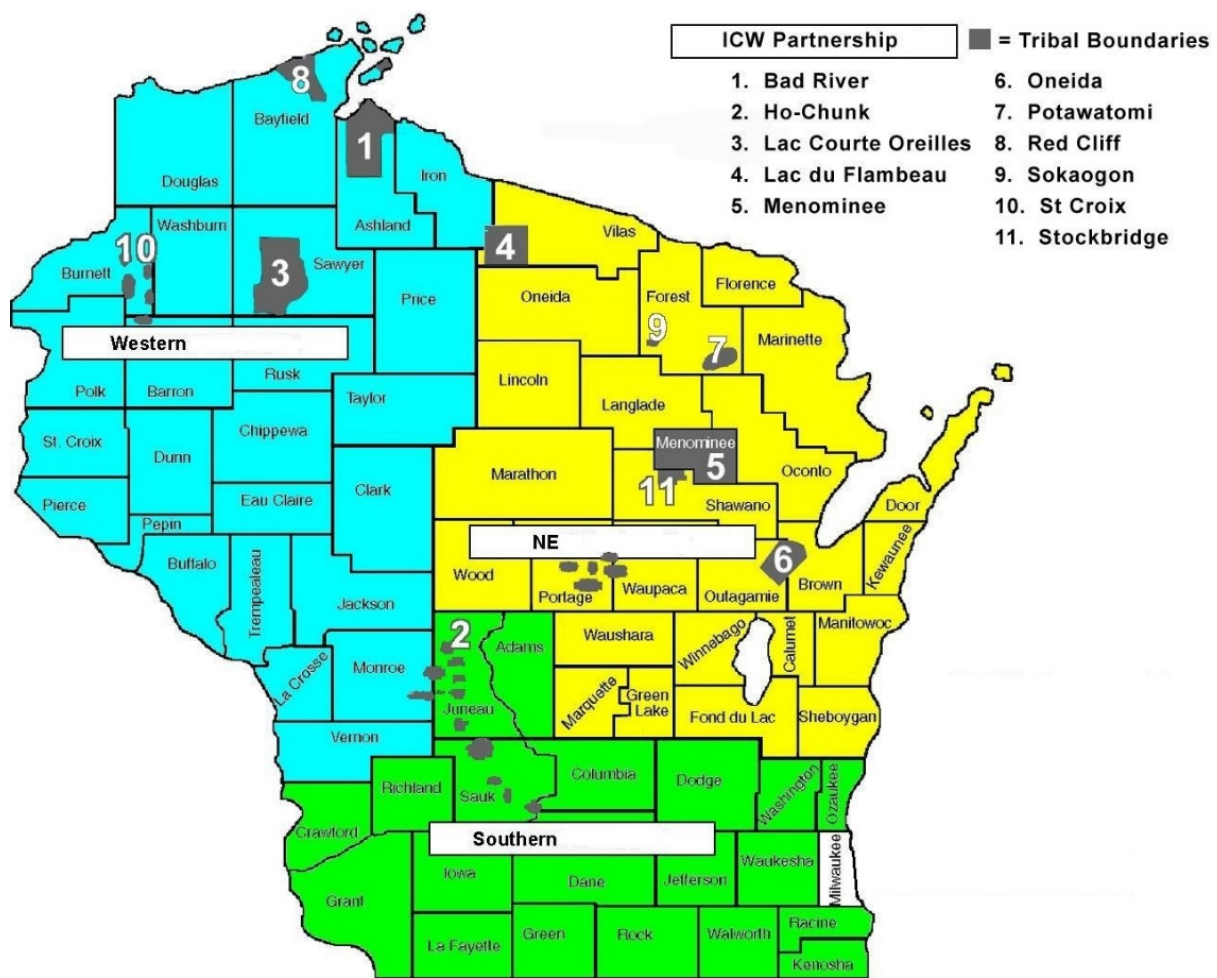 ICW Partnership
= Tribal Boundaries
1. Bad River
2. Ho-Chunk
3. Lac Courte Oreilles
4. Lac du Flambeau
5. Menominee
6. Oneida
7. Potawatomi
8. Red Cliff
9. Sokaogon
10. St Croix
11. Stockbridge
8
Bayfield
1
Douglas
Iron
Ashland
Washburn
10
Burnett
3
Sawyer
4
Vilas
Price
Oneida
Forest
Florence
9
7
Marinette
Western
Polk
Barron
Rusk
Taylor
Lincoln
Langlade
St. Croix
Dunn
Chippewa
Menominee
5
Oconto
Marathon
11
Shawano
Door
Pierce
Eau Claire
Clark
Pepin
NE
Buffalo
Trempealeau
Jackson
Wood
Portage
Waupaca
Outagamie
6
Brown
Kewaunee
2
Adams
Waushara
Winnebago
Calumet
Manitowoc
La Crosse
Monroe
Juneau
Marquette
Green
Lake
Fond du Lac
Sheboygan
Vernon
Richland
Sauk
Columbia
Dodge
Washington
Ozaukee
Crawford
Southern
Grant
Iowa
Dane
Jefferson
Waukesha
Milwaukee
La Fayette
Green
Rock
Walworth
Racine
Kenosha